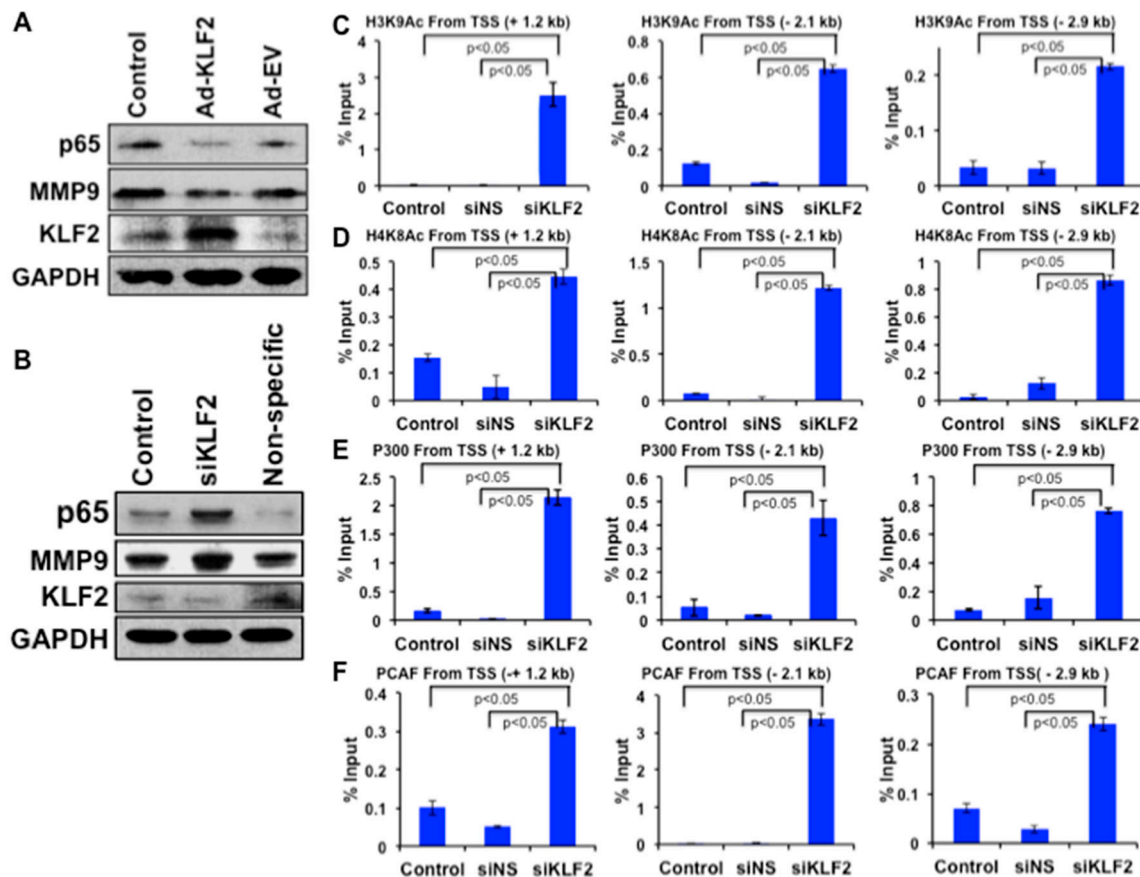 A
Control
Ad-KLF2
Ad-EV
p65
MMP9
KLF2
GAPDH
B
Control
siKLF2
Non-specific
p65
MMP9
KLF2
GAPDH
C
H3K9Ac From TSS (+ 1.2 kb)
p<0.05
p<0.05
% Input
4
3
2
1
0
Control siNS siKLF2
H3K9Ac From TSS (- 2.1 kb)
p<0.05
p<0.05
% Input
0.8
0.6
0.4
0.2
0
Control siNS siKLF2
H3K9Ac From TSS (- 2.9 kb)
p<0.05
p<0.05
% Input
0.2
0.1
0
Control siNS siKLF2
D
H4K8Ac From TSS (+ 1.2 kb)
p<0.05
p<0.05
% Input
0.5
0.4
0.3
0.2
0.1
0
Control siNS siKLF2
H4K8Ac From TSS (- 2.1 kb)
p<0.05
p<0.05
% Input
1.5
1
0.5
0
Control siNS siKLF2
H4K8Ac From TSS (- 2.9 kb)
p<0.05
p<0.05
% Input
1
0.8
0.6
0.4
0.2
0
Control siNS siKLF2
E
P300 From TSS (+ 1.2 kb)
p<0.05
p<0.05
% Input
2.5
2
1.5
1
0.5
0
Control siNS siKLF2
P300 From TSS (- 2.1 kb)
p<0.05
p<0.05
% Input
0.6
0.5
0.4
0.3
0.2
0.1
0
Control siNS siKLF2
P300 From TSS (- 2.9 kb)
p<0.05
p<0.05
% Input
1
0.8
0.6
0.4
0.2
0
Control siNS siKLF2
F
PCAF From TSS (-+ 1.2 kb)
p<0.05
p<0.05
% Input
0.4
0.3
0.2
0.1
0
Control siNS siKLF2
PCAF From TSS (- 2.1 kb)
p<0.05
p<0.05
% Input
4
3
2
1
0
Control siNS siKLF2
PCAF From TSS( - 2.9 kb )
p<0.05
p<0.05
% Input
0.3
0.2
0.1
0
Control siNS siKLF2